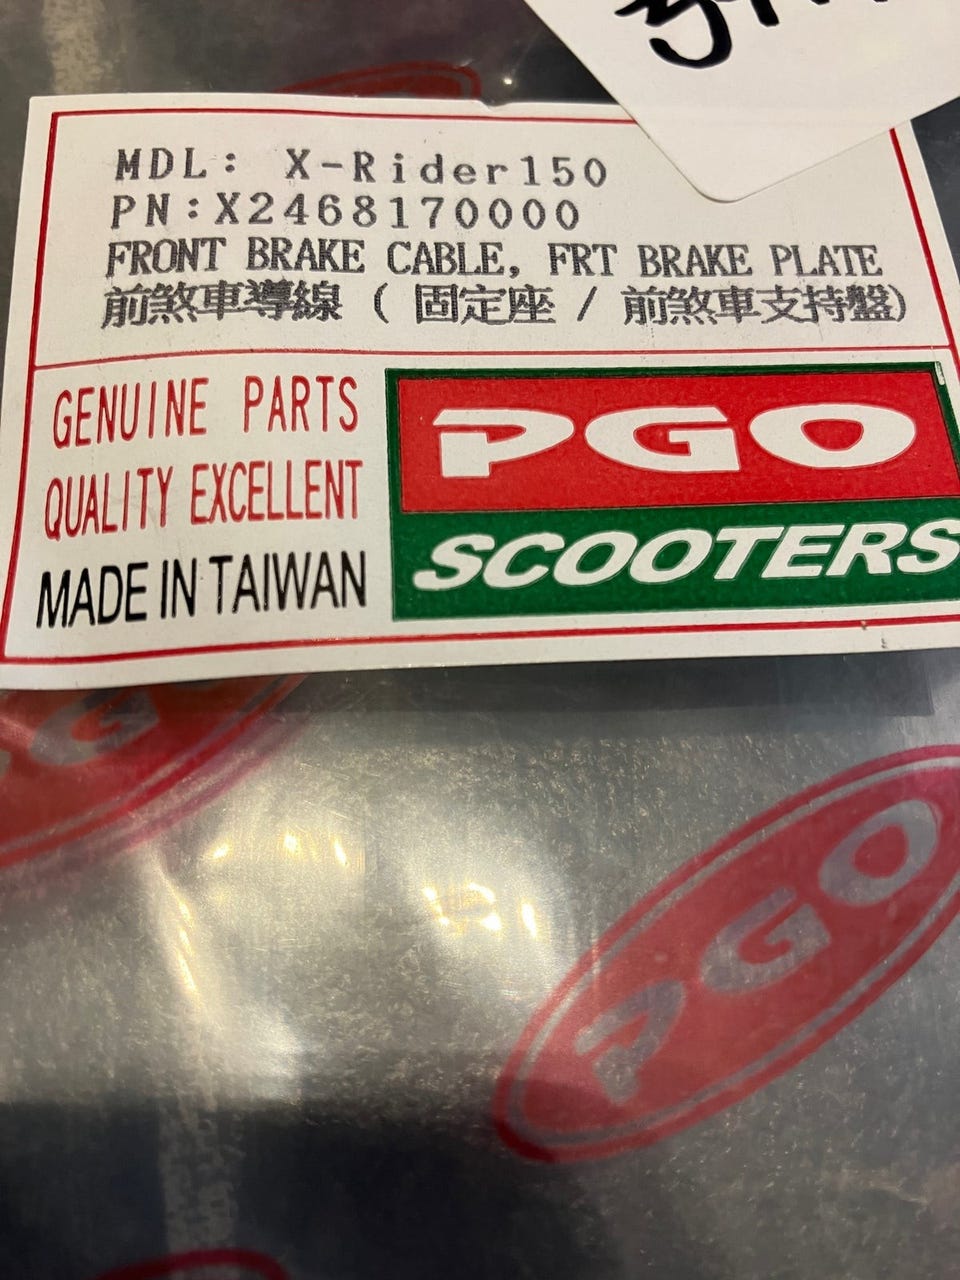 MDL: X-Rider150
PN:X2468170000
FRONT BRAKE CABLE, FRT BRAKE PLATE
前煞車導線 ( 固定座 / 前煞車支持盤)
GENUINE PARTS
QUALITY EXCELLENT
MADE IN TAIWAN
PGO
SCOOTERS
PGO